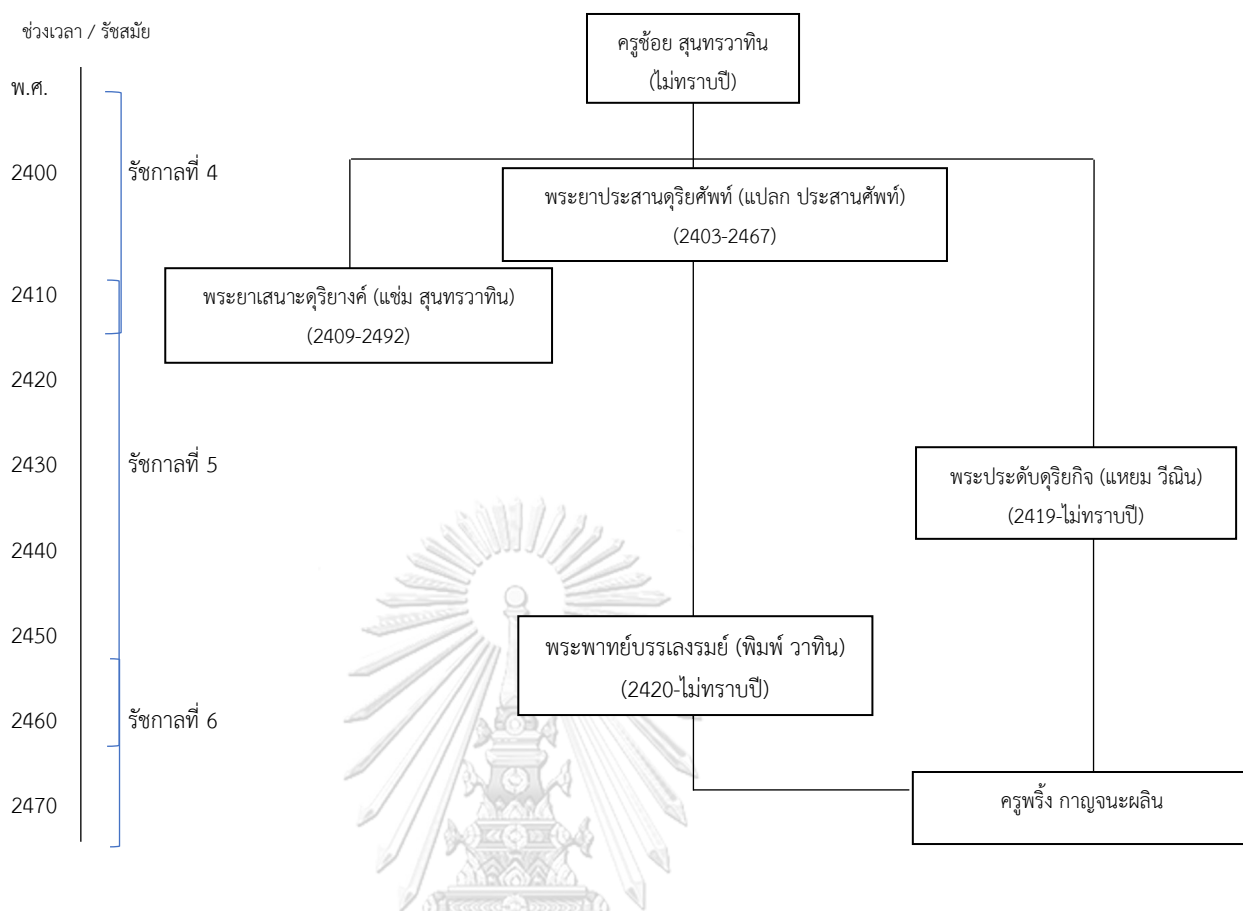 ช่วงเวลา / รัชสมัย
พ.ศ.
2400
2410
2420
2430
2440
2450
2460
2470
รัชกาลที่ 4
รัชกาลที่ 5
รัชกาลที่ 6
ครูช้อย สุนทรวาทิน
(ไม่ทราบปี)
พระยาประสานดุริยศัพท์ (แปลก ประสานศัพท์)
(2403-2467)
พระยาเสนาะดุริยางค์ (แช่ม สุนทรวาทิน)
(2409-2492)
พระประดับดุริยกิจ (แหยม วีณิน)
(2419-ไม่ทราบปี)
พระพาทย์บรรเลงรมย์ (พิมพ์ วาทิน)
(2420-ไม่ทราบปี)
ครูพริ้ง กาญจนะผลิน